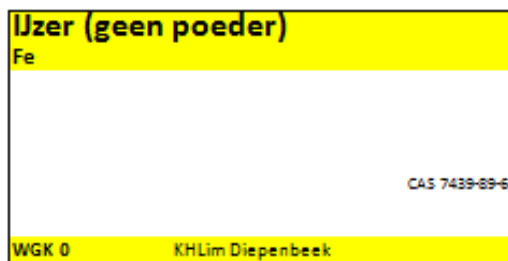 IJzer (geen poeder)
Fe
CAS 7439-89-6
WGK 0 KHLim Diepenbeek